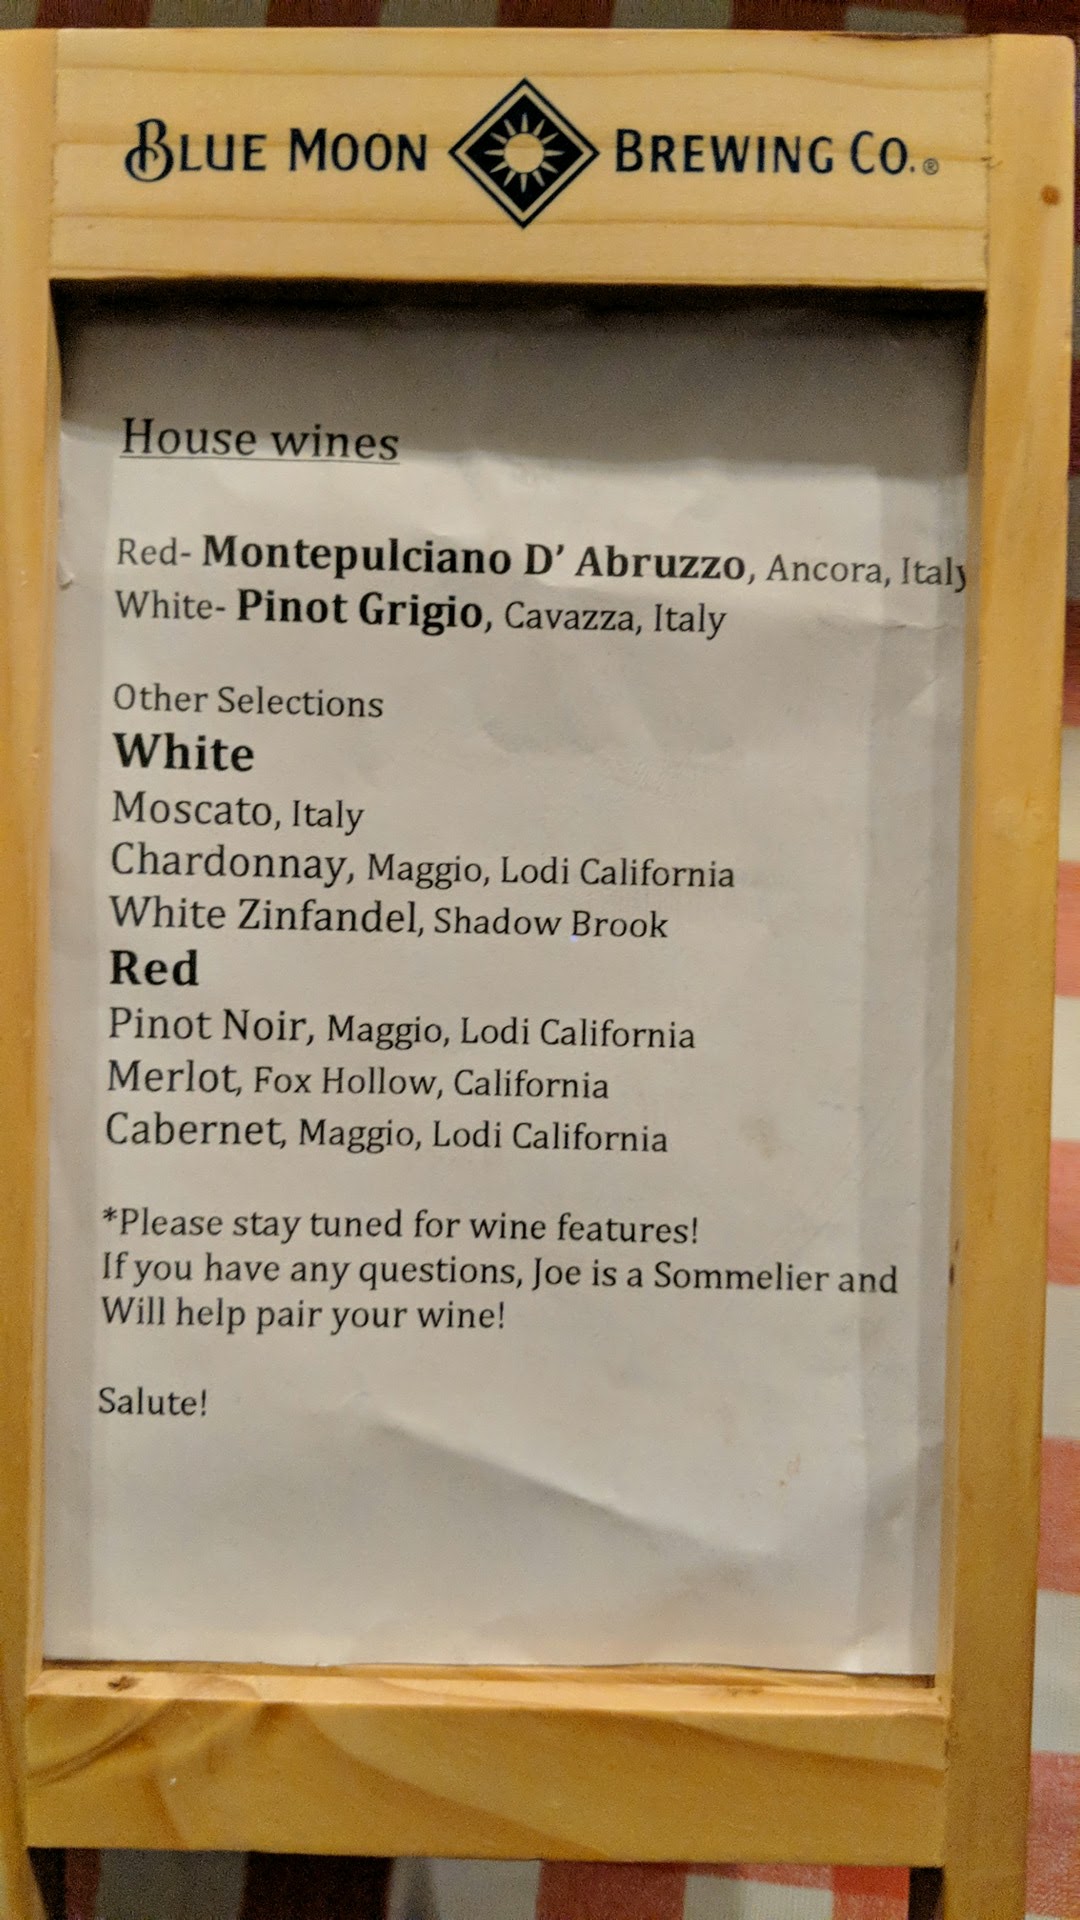 BLUE MOON BREWING CO.®
House wines
Red- Montepulciano D' Abruzzo, Ancora, Italy
White- Pinot Grigio, Cavazza, Italy
Other Selections
White
Moscato, Italy
Chardonnay, Maggio, Lodi California
White Zinfandel, Shadow Brook
Red
Pinot Noir, Maggio, Lodi California
Merlot, Fox Hollow, California
Cabernet, Maggio, Lodi California
*Please stay tuned for wine features!
If you have any questions, Joe is a Sommelier and
Will help pair your wine!
Salute!